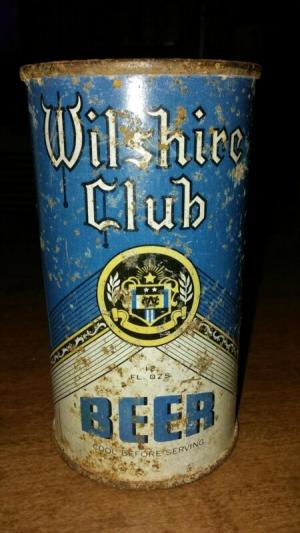 Wilshire
Club
12
FL. OZS.
BEER
COOL BEFORE SERVING